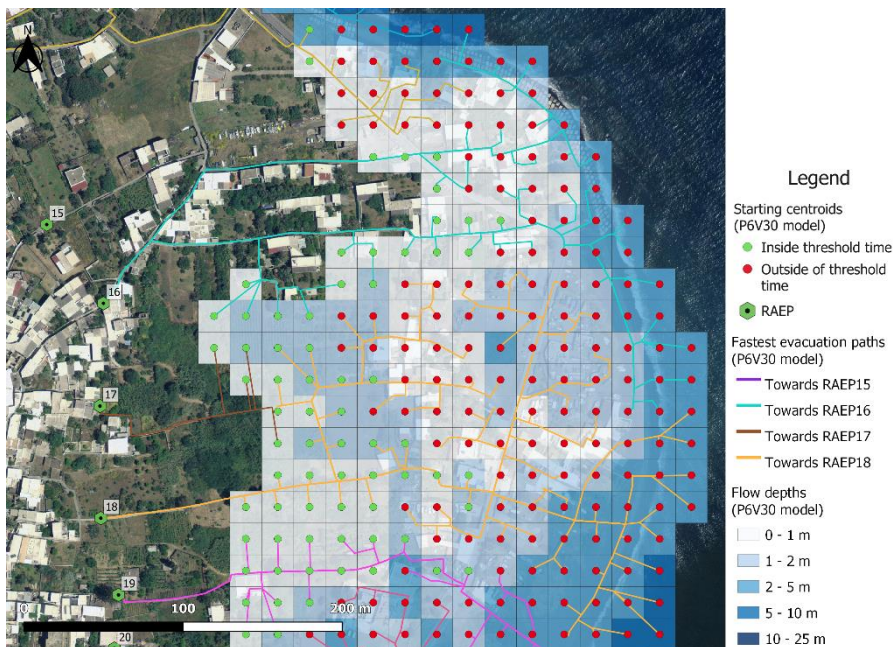 N
15
16
17
18
19
20
0 100 200 m
Legend
Starting centroids
(P6V30 model)
Inside threshold time
Outside of threshold
time
RAEP
Fastest evacuation paths
(P6V30 model)
Towards RAEP15
Towards RAEP16
Towards RAEP17
Towards RAEP18
Flow depths
(P6V30 model)
0 - 1 m
1 - 2 m
2 - 5 m
5 - 10 m
10 - 25 m